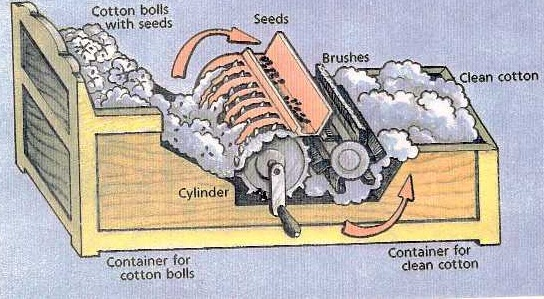 Cotton bolls
with seeds
Seeds
Brushes
Clean cotton
Cylinder
Container for
cotton bolls
Container for
clean cotton